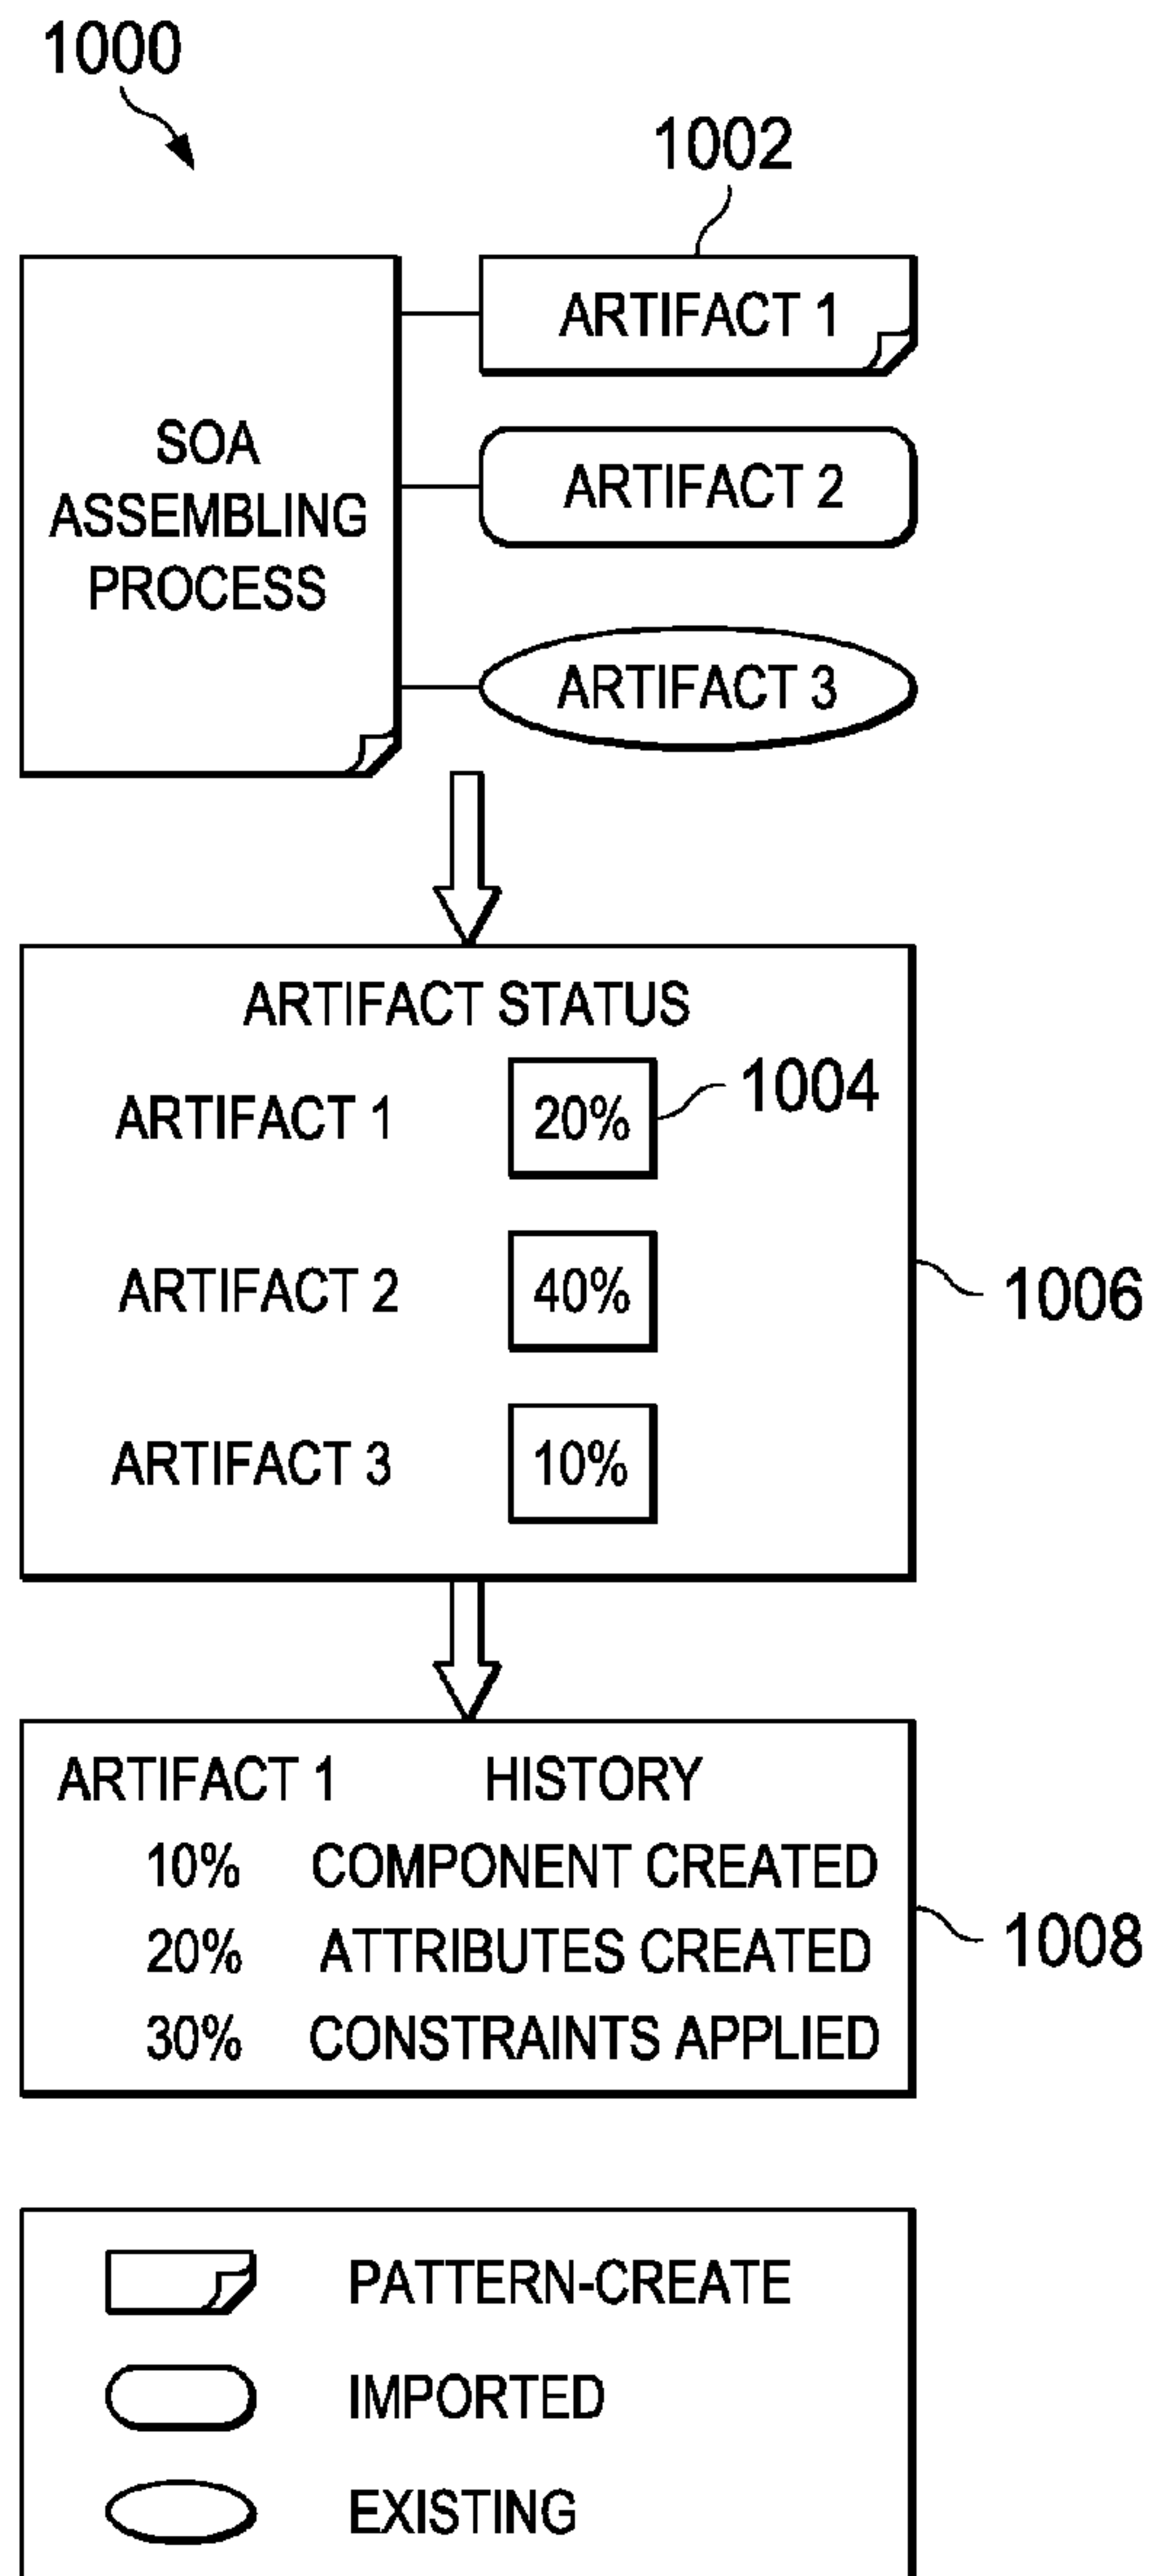 1000
1002
SOA
ASSEMBLING
PROCESS
ARTIFACT 1
ARTIFACT 2
ARTIFACT 3
ARTIFACT STATUS
ARTIFACT 1 20% 1004
ARTIFACT 2 40%
1006
ARTIFACT 3 10%
ARTIFACT 1 HISTORY
10% COMPONENT CREATED
20% ATTRIBUTES CREATED
1008
30% CONSTRAINTS APPLIED
PATTERN-CREATE
IMPORTED
EXISTING